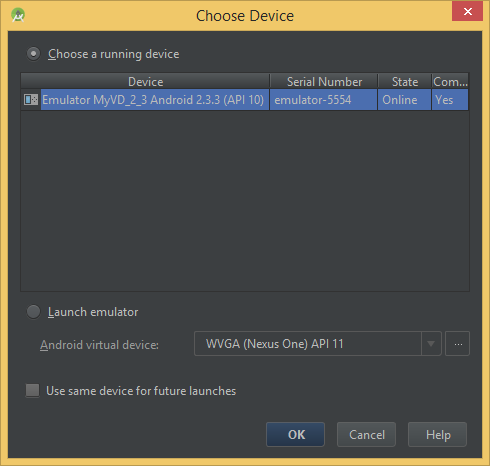 Choose Device
Choose a running device
Device Serial Number State Com...
Emulator MyVD_2_3 Android 2.3.3 (API 10) emulator-5554 Online Yes
Launch emulator
Android virtual device: WVGA (Nexus One) API 11 ...
Use same device for future launches
OK Cancel Help